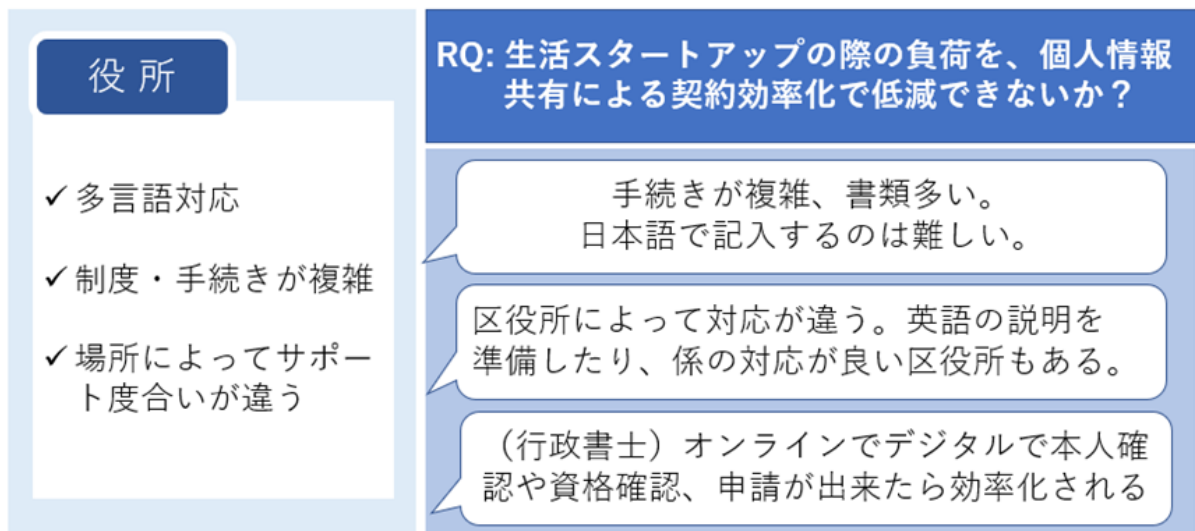 役所
✓ 多言語対応
✓ 制度・手続きが複雑
✓ 場所によってサポー
ト度合いが違う
RQ: 生活スタートアップの際の負荷を、個人情報
共有による契約効率化で低減できないか？
手続きが複雑、書類多い。
日本語で記入するのは難しい。
区役所によって対応が違う。英語の説明を
準備したり、係の対応が良い区役所もある。
（行政書士）オンラインでデジタルで本人確
認や資格確認、申請が出来たら効率化される